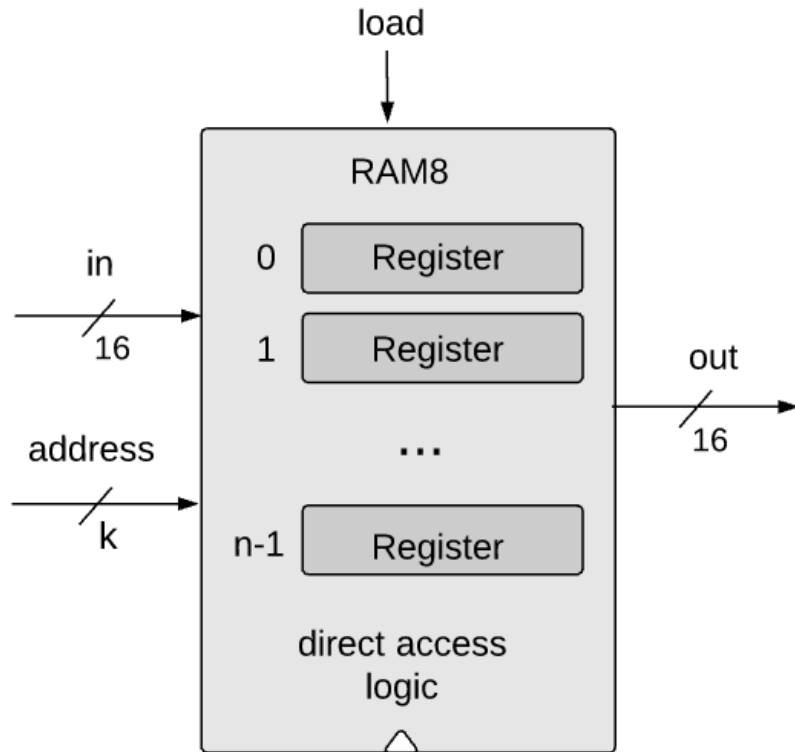 load
RAM8
in
16
address
k
0 Register
1 Register
...
n-1 Register
direct access
logic
out
16